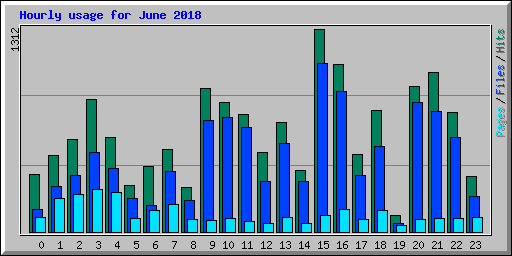 Hourly usage for June 2018
1312
Pages/Files/Hits
0 1 2 3 4 5 6 7 8 9 10 11 12 13 14 15 16 17 18 19 20 21 22 23